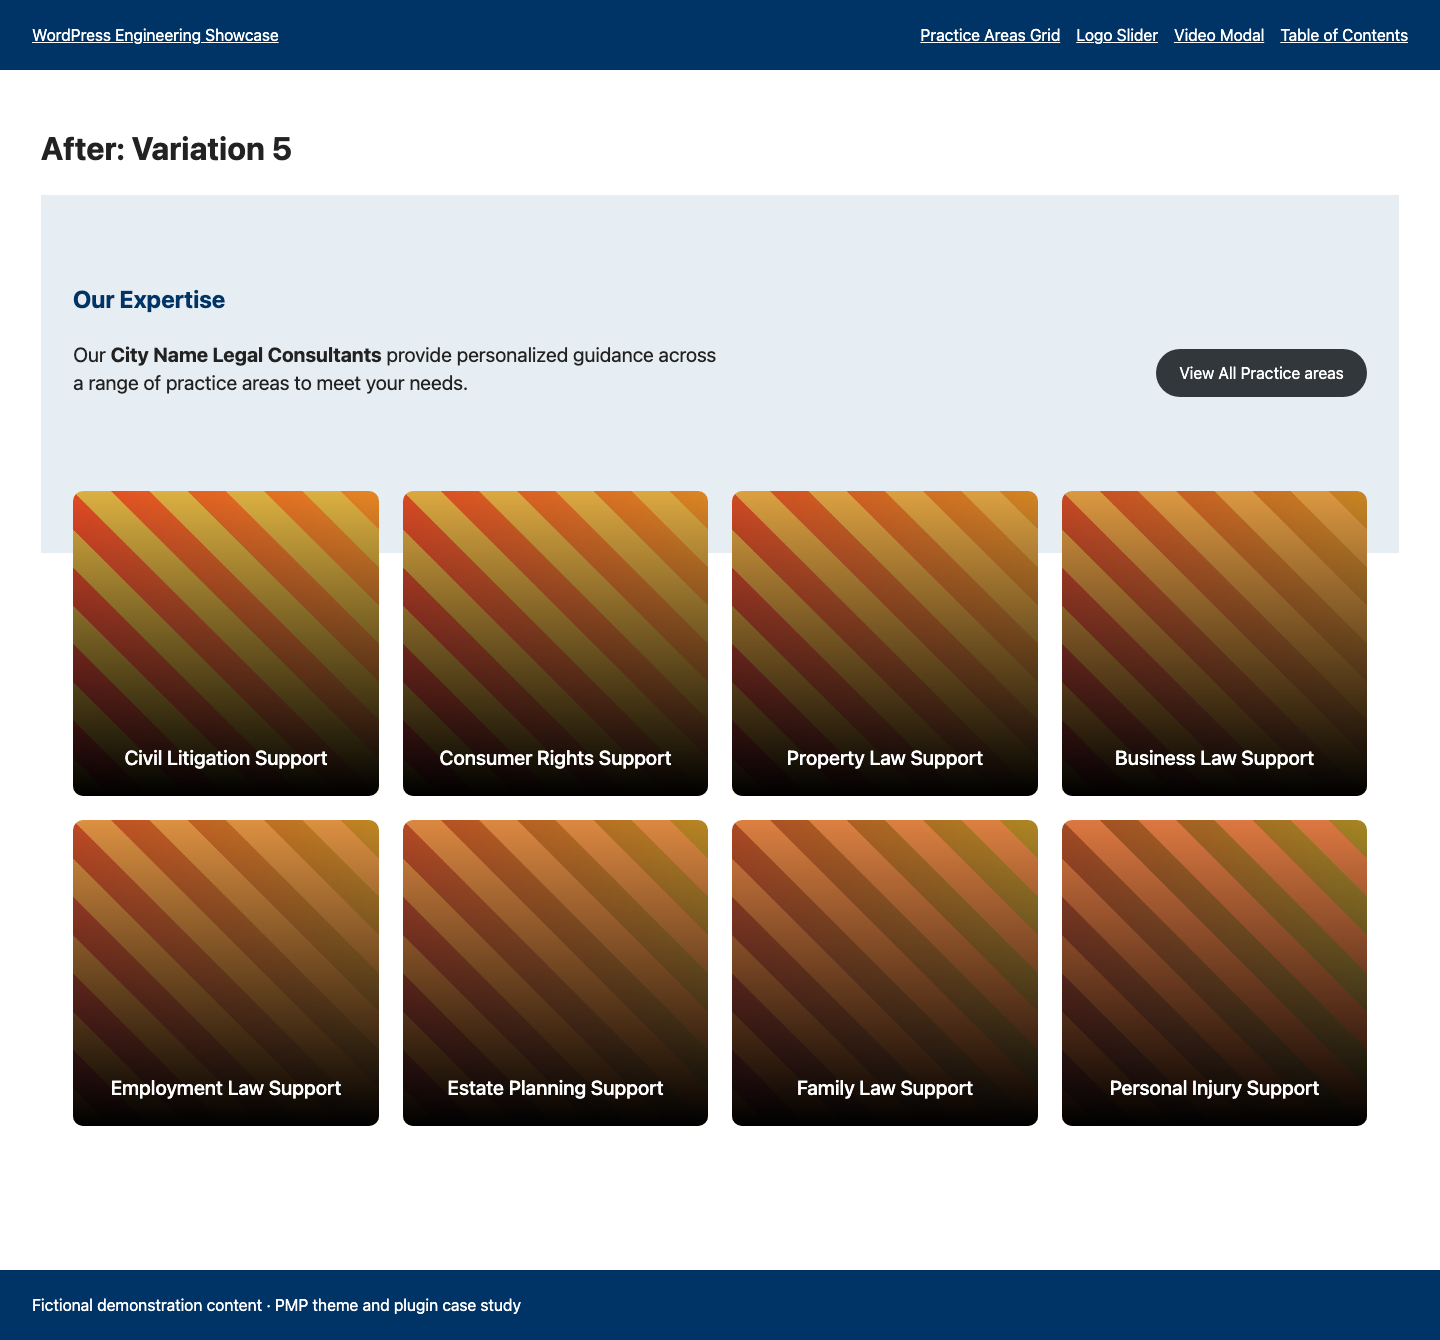 WordPress Engineering Showcase
Practice Areas Grid Logo Slider Video Modal Table of Contents
After: Variation 5
Our Expertise
Our City Name Legal Consultants provide personalized guidance across
a range of practice areas to meet your needs.
View All Practice areas
Civil Litigation Support
Consumer Rights Support
Property Law Support
Business Law Support
Employment Law Support
Estate Planning Support
Family Law Support
Personal Injury Support
Fictional demonstration content · PMP theme and plugin case study